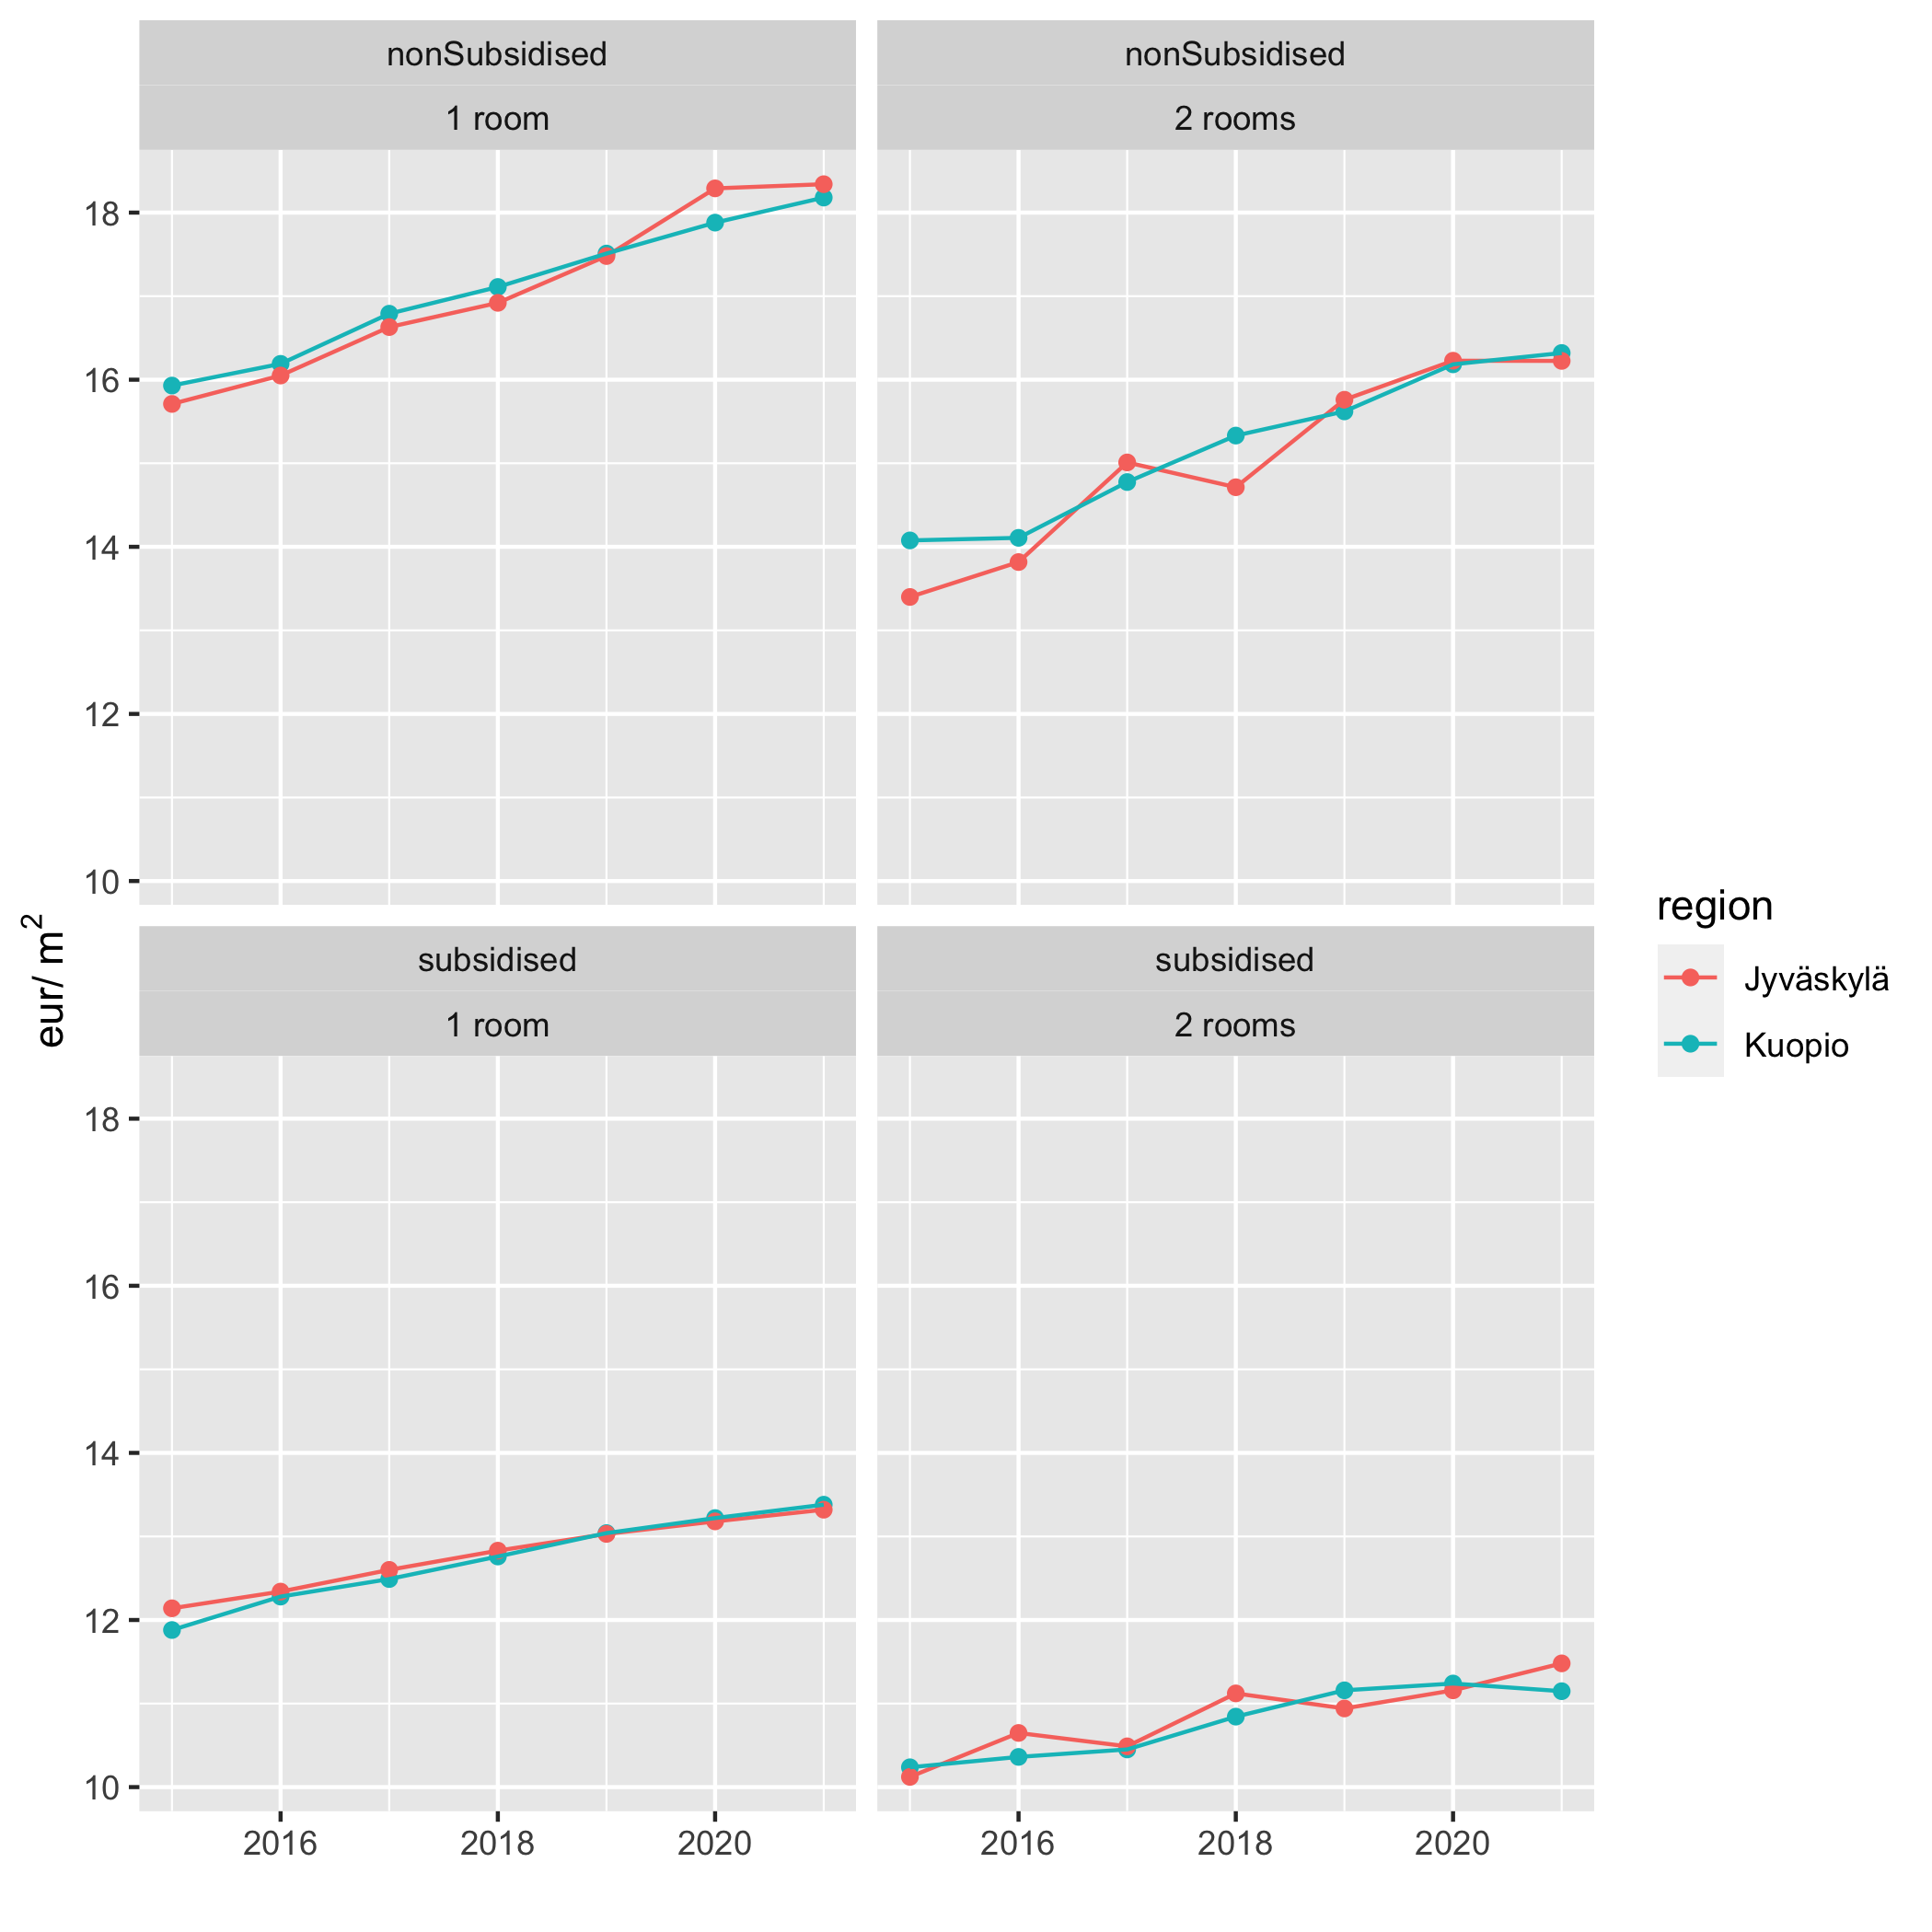 nonSubsidised
1 room
nonSubsidised
2 rooms
18
16
14
12
10
subsidised
1 room
subsidised
2 rooms
18
16
14
12
10
2016 2018 2020
2016 2018 2020
eur/ m²
region
Jyväskylä
Kuopio